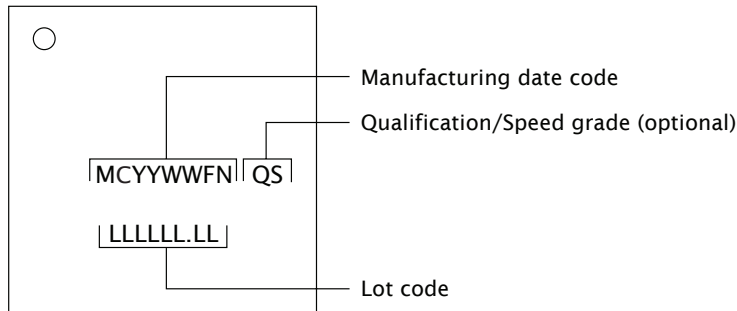 Manufacturing date code
Qualification/Speed grade (optional)
MCYYWWFN QS
LLLLLL.LL
Lot code